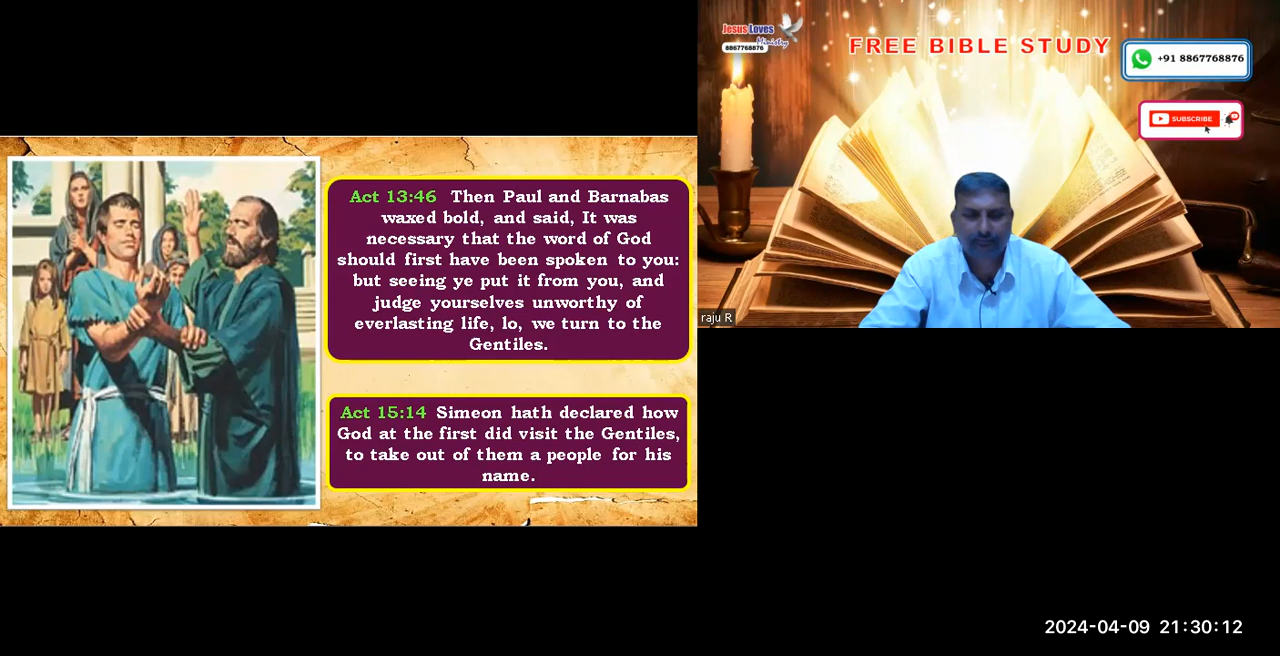 Act 13:46 Then Paul and Barnabas
waxed bold, and said, It was
necessary that the word of God
should first have been spoken to you:
but seeing ye put it from you, and
judge yourselves unworthy of
everlasting life, lo, we turn to the
Gentiles.
Act 15:14 Simeon hath declared how
God at the first did visit the Gentiles,
to take out of them a people for his
name.
Jesus Loves
Ministry
8867768876
FREE BIBLE STUDY
+91 8867768876
SUBSCRIBE
raju R
2024-04-09 21:30:12